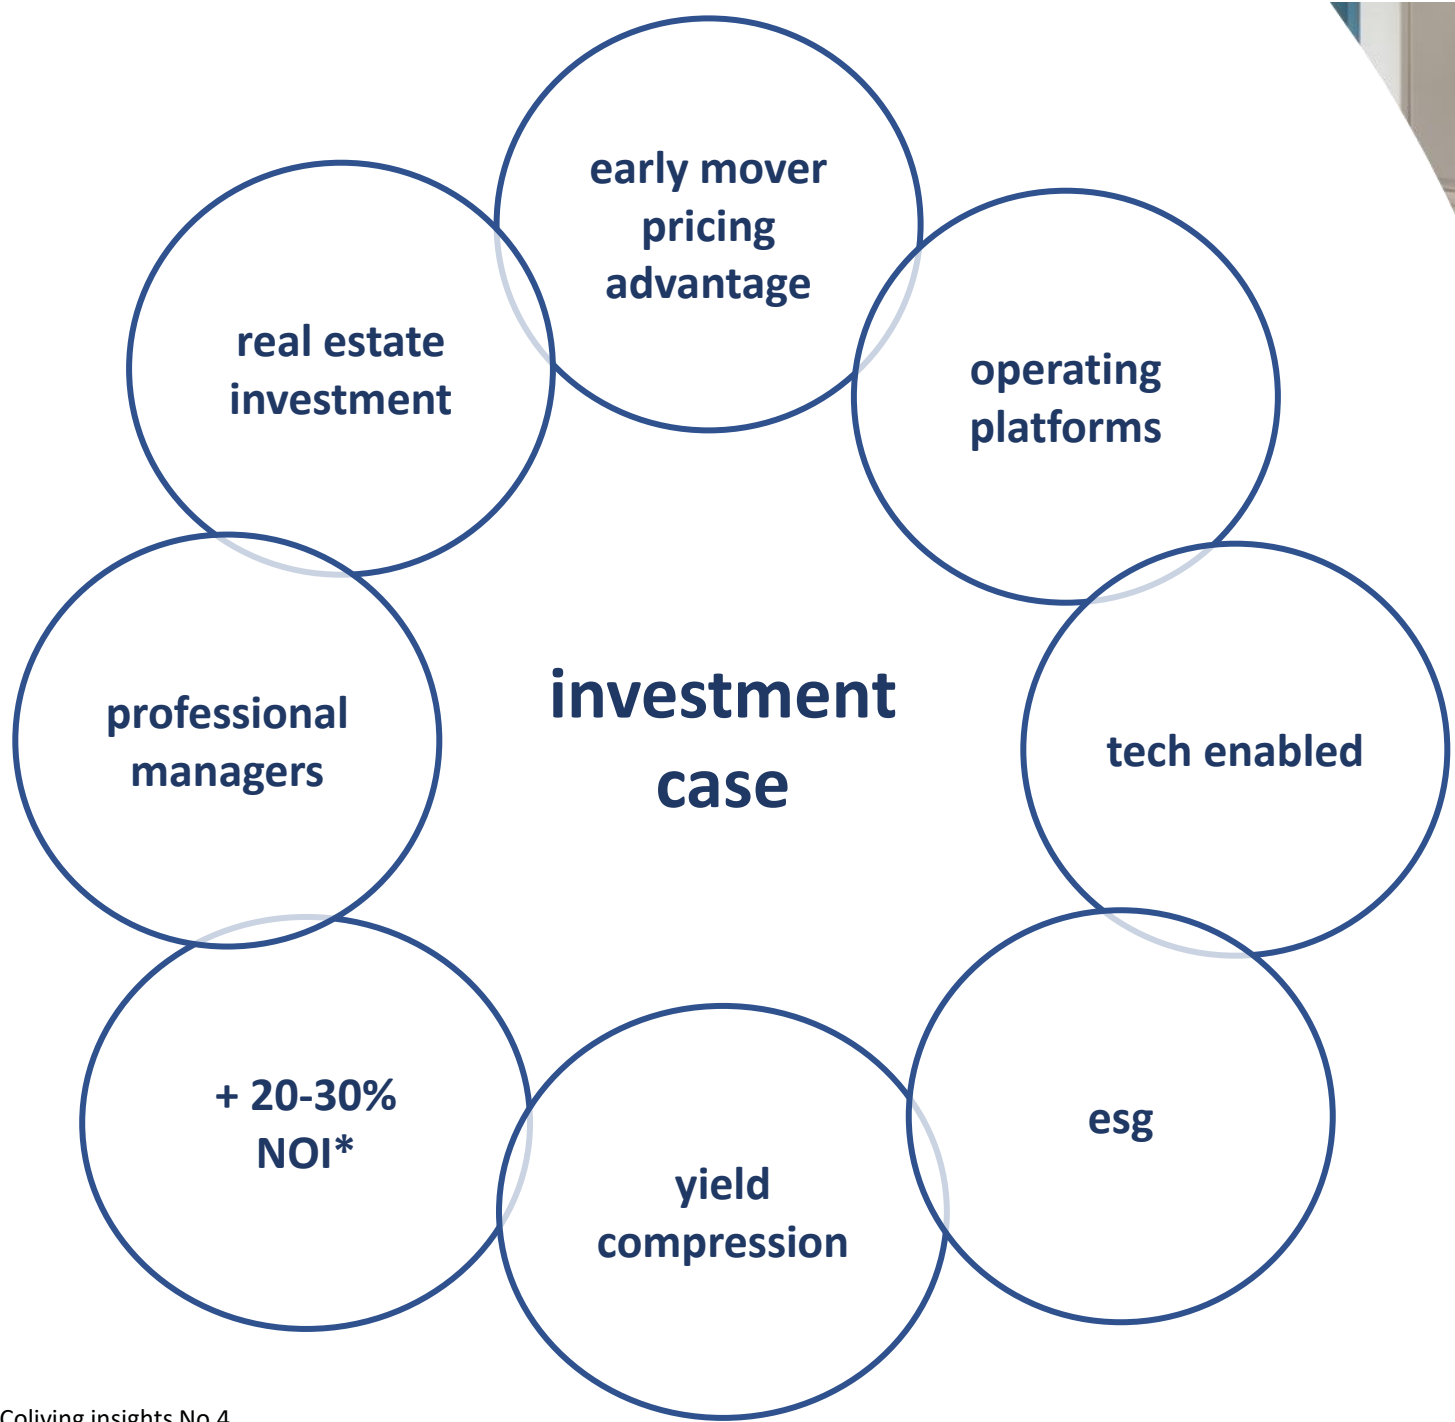 early mover
pricing
advantage
real estate
investment
operating
platforms
professional
managers
investment
case
tech enabled
+ 20-30%
NOI*
esg
yield
compression
Coliving insights No 4